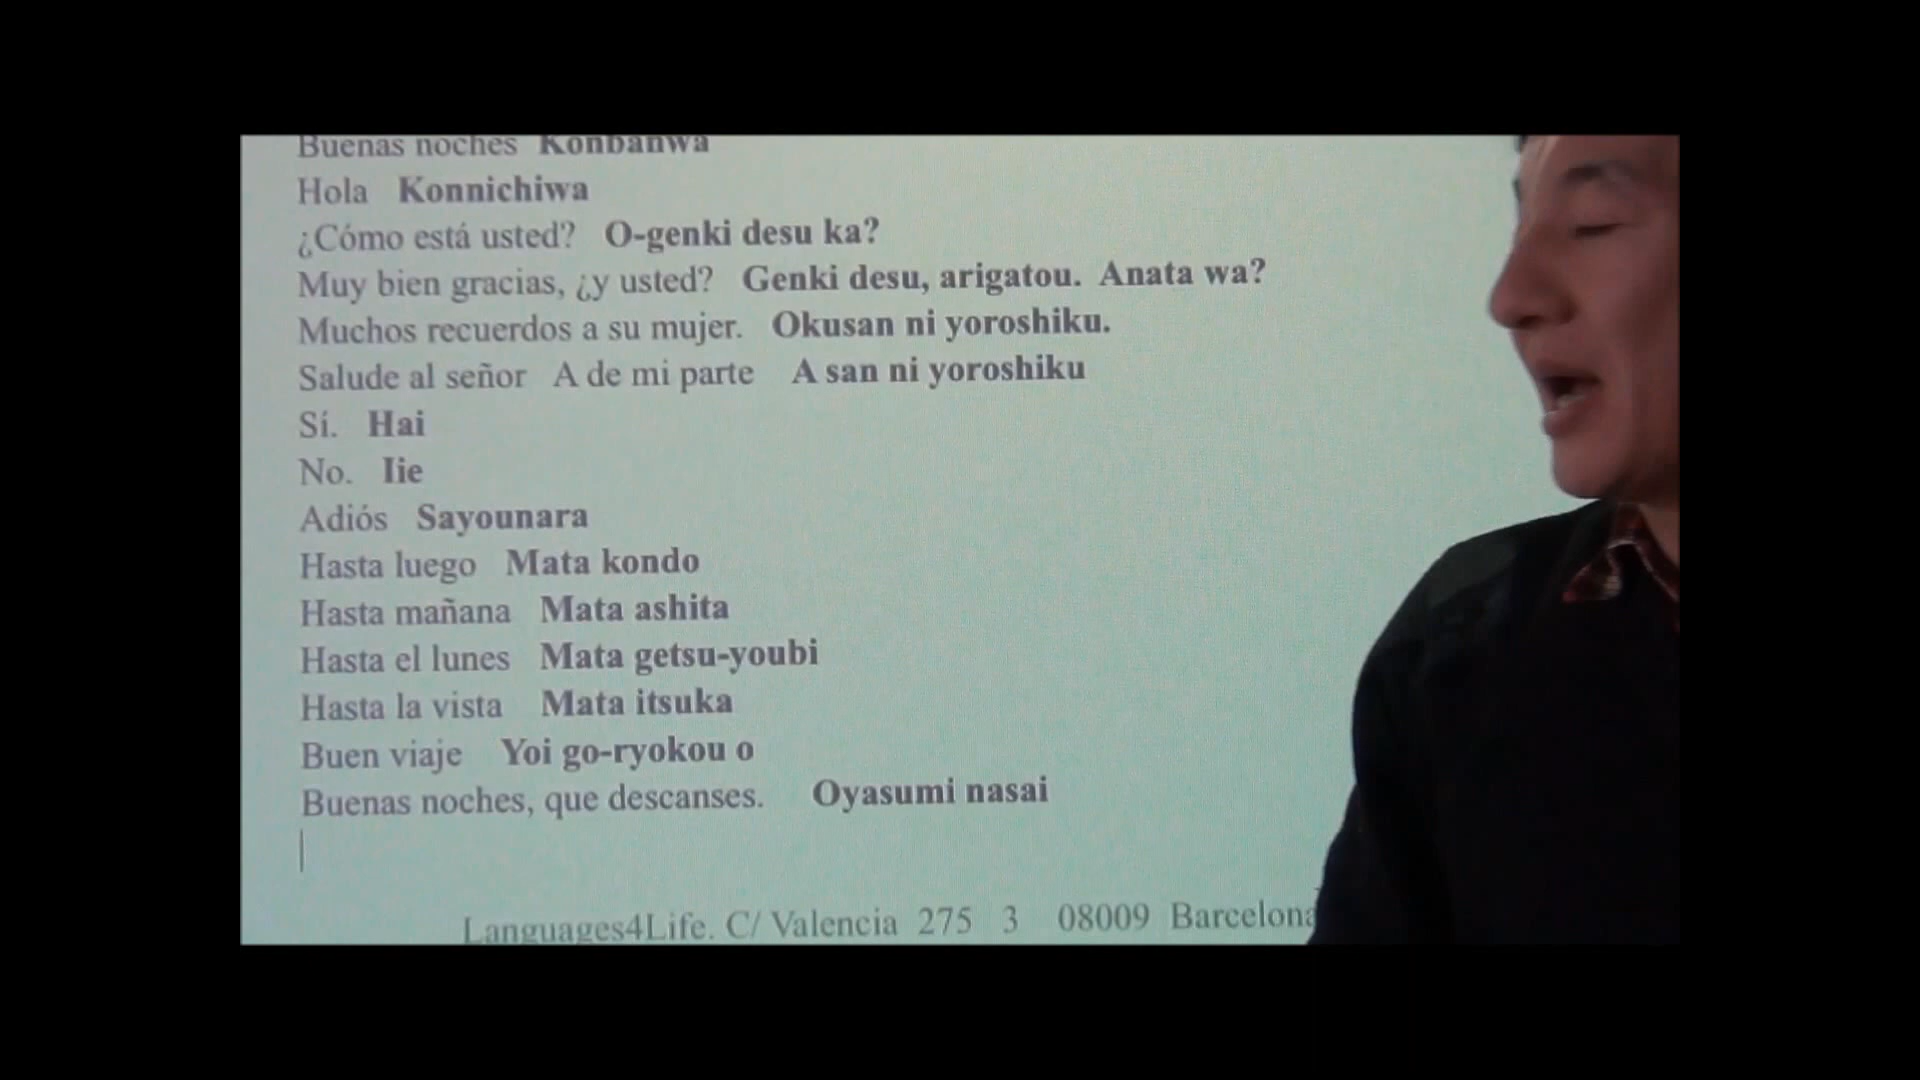 Buenas noches Konbanwa
Hola Konnichiwa
¿Cómo está usted? O-genki desu ka?
Muy bien gracias, ¿y usted? Genki desu, arigatou. Anata wa?
Muchos recuerdos a su mujer. Okusan ni yoroshiku.
Salude al señor A de mi parte A san ni yoroshiku
Sí. Hai
No. Iie
Adiós Sayounara
Hasta luego Mata kondo
Hasta mañana Mata ashita
Hasta el lunes Mata getsu-youbi
Hasta la vista Mata itsuka
Buen viaje Yoi go-ryokou o
Buenas noches, que descanses. Oyasumi nasai
Languages4Life. C/ Valencia 275 3 08009 Barcelona